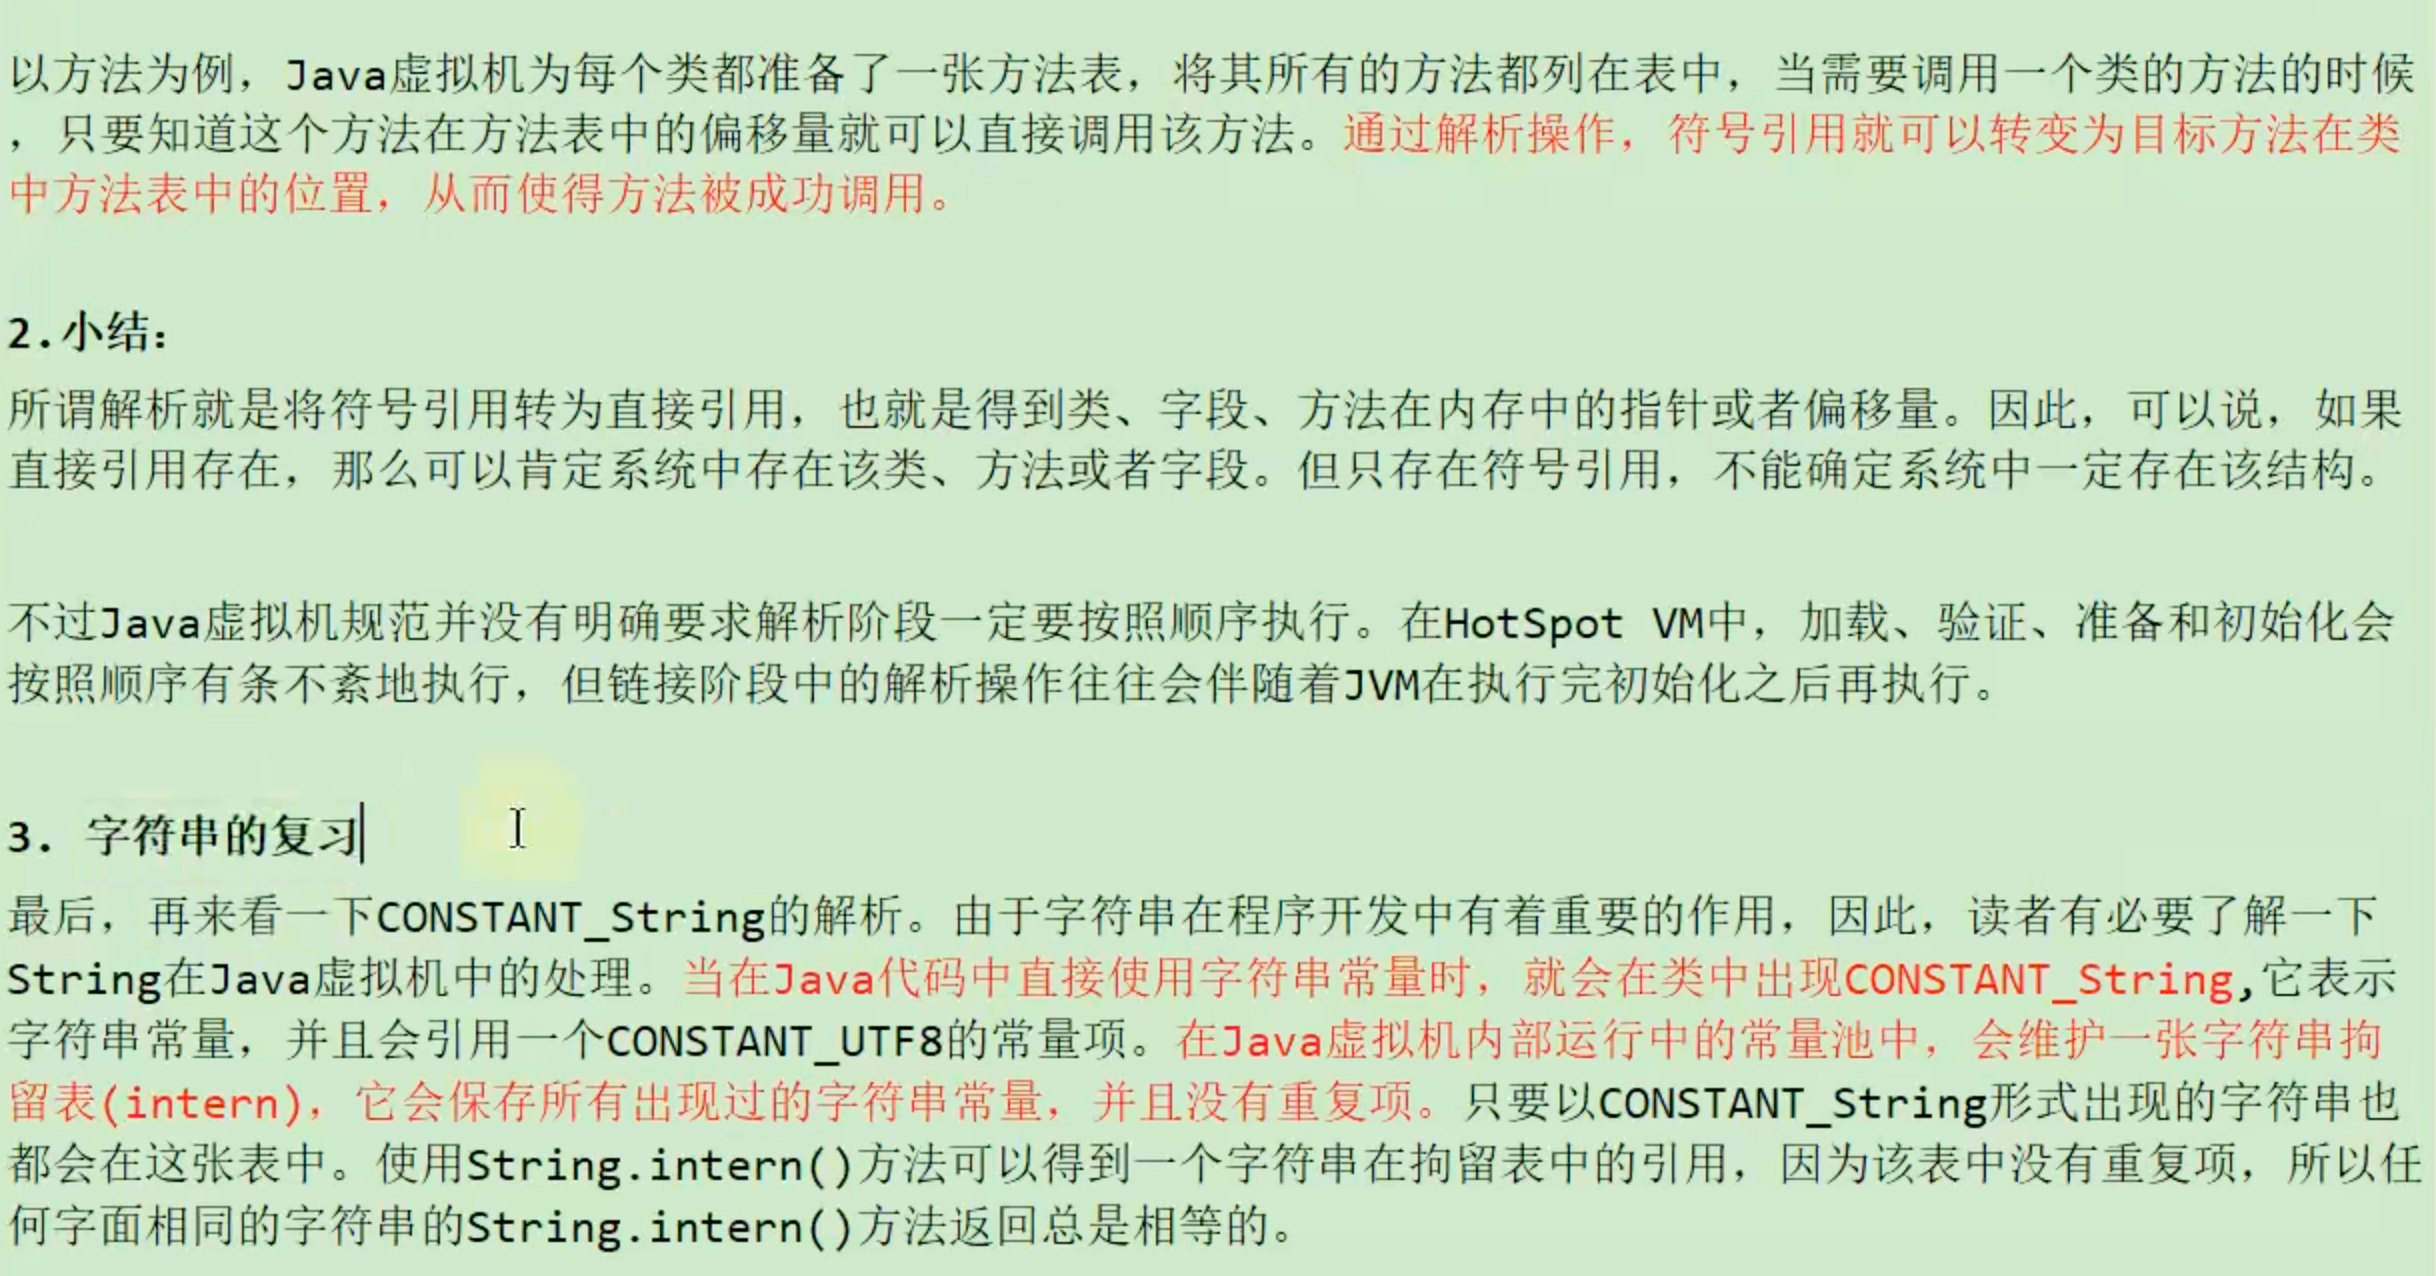 以方法为例，Java虚拟机为每个类都准备了一张方法表，将其所有的方法都列在表中，当需要调用一个类的方法的时候
，只要知道这个方法在方法表中的偏移量就可以直接调用该方法。通过解析操作，符号引用就可以转变为目标方法在类
中方法表中的位置，从而使得方法被成功调用。
2.小结：
所谓解析就是将符号引用转为直接引用，也就是得到类、字段、方法在内存中的指针或者偏移量。因此，可以说，如果
直接引用存在，那么可以肯定系统中存在该类、方法或者字段。但只存在符号引用，不能确定系统中一定存在该结构。
不过Java虚拟机规范并没有明确要求解析阶段一定要按照顺序执行。在HotSpot VM中，加载、验证、准备和初始化会
按照顺序有条不紊地执行，但链接阶段中的解析操作往往会伴随着JVM在执行完初始化之后再执行。
3. 字符串的复习
最后，再来看一下CONSTANT_String的解析。由于字符串在程序开发中有着重要的作用，因此，读者有必要了解一下
String在Java虚拟机中的处理。当在Java代码中直接使用字符串常量时，就会在类中出现CONSTANT_String,它表示
字符串常量，并且会引用一个CONSTANT_UTF8的常量项。在Java虚拟机内部运行中的常量池中，会维护一张字符串拘
留表(intern)，它会保存所有出现过的字符串常量，并且没有重复项。只要以CONSTANT_String形式出现的字符串也
都会在这张表中。使用String.intern()方法可以得到一个字符串在拘留表中的引用，因为该表中没有重复项，所以任
何字面相同的字符串的String.intern()方法返回总是相等的。